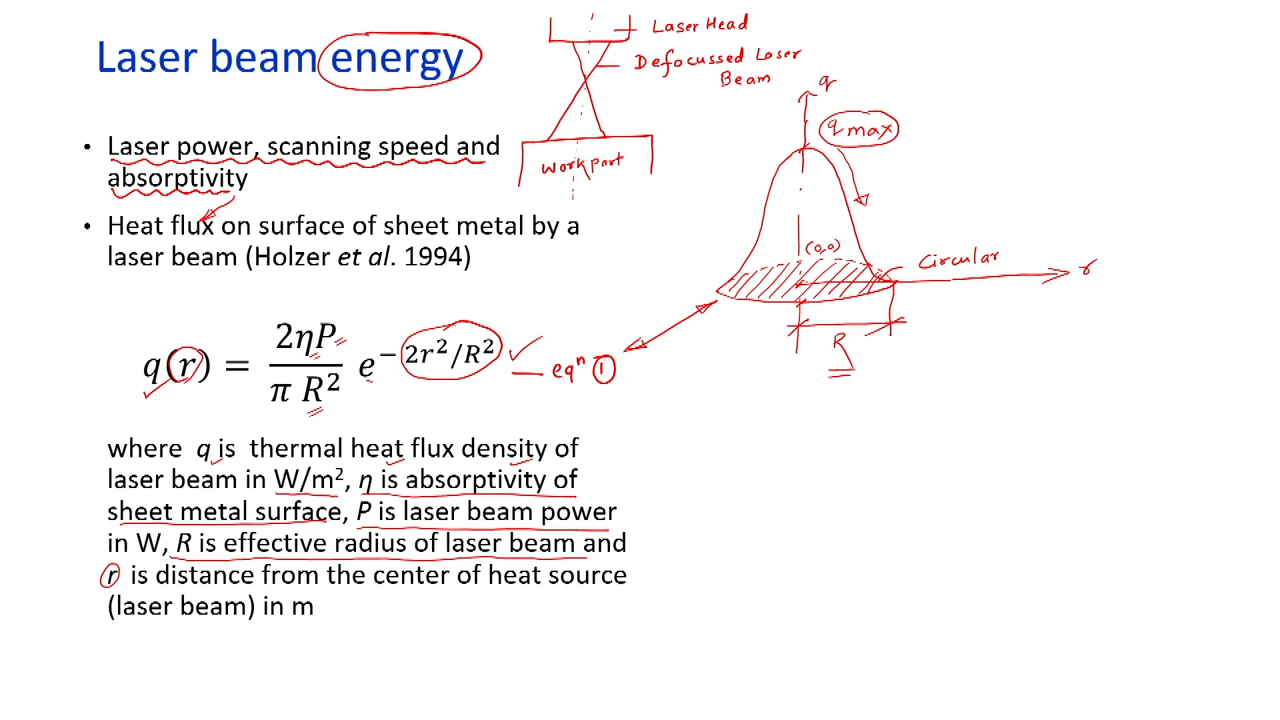 Laser beam energy
• Laser power, scanning speed and
absorptivity
• Heat flux on surface of sheet metal by a
laser beam (Holzer et al. 1994)
q(r) = 2ηP / π R² e^− 2r²/R² — eqⁿ ①
where q is thermal heat flux density of
laser beam in W/m², η is absorptivity of
sheet metal surface, P is laser beam power
in W, R is effective radius of laser beam and
r is distance from the center of heat source
(laser beam) in m
Laser Head
Defocussed Laser
Beam
Workpart
q
q max
(0,0)
Circular
r
R